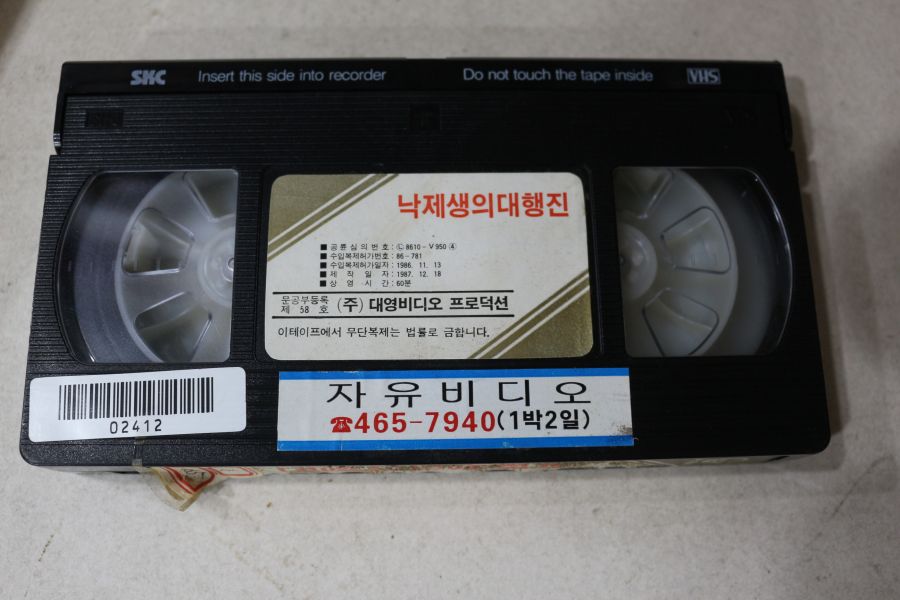 SKC Insert this side into recorder Do not touch the tape inside VHS
낙제생의대행진
■ 공륜심의번호 : Ⓛ 8610-V950 ④
■ 수입복제허가번호 : 86-781
■ 수입복제허가일자 : 1986. 11. 13
■ 제작일자 : 1987. 12. 18
■ 상영시간 : 60분
문공부등록
제 58 호
(주) 대영비디오 프로덕션
이테이프에서 무단복제는 법률로 금합니다.
02412
자유비디오
☎465-7940(1박2일)